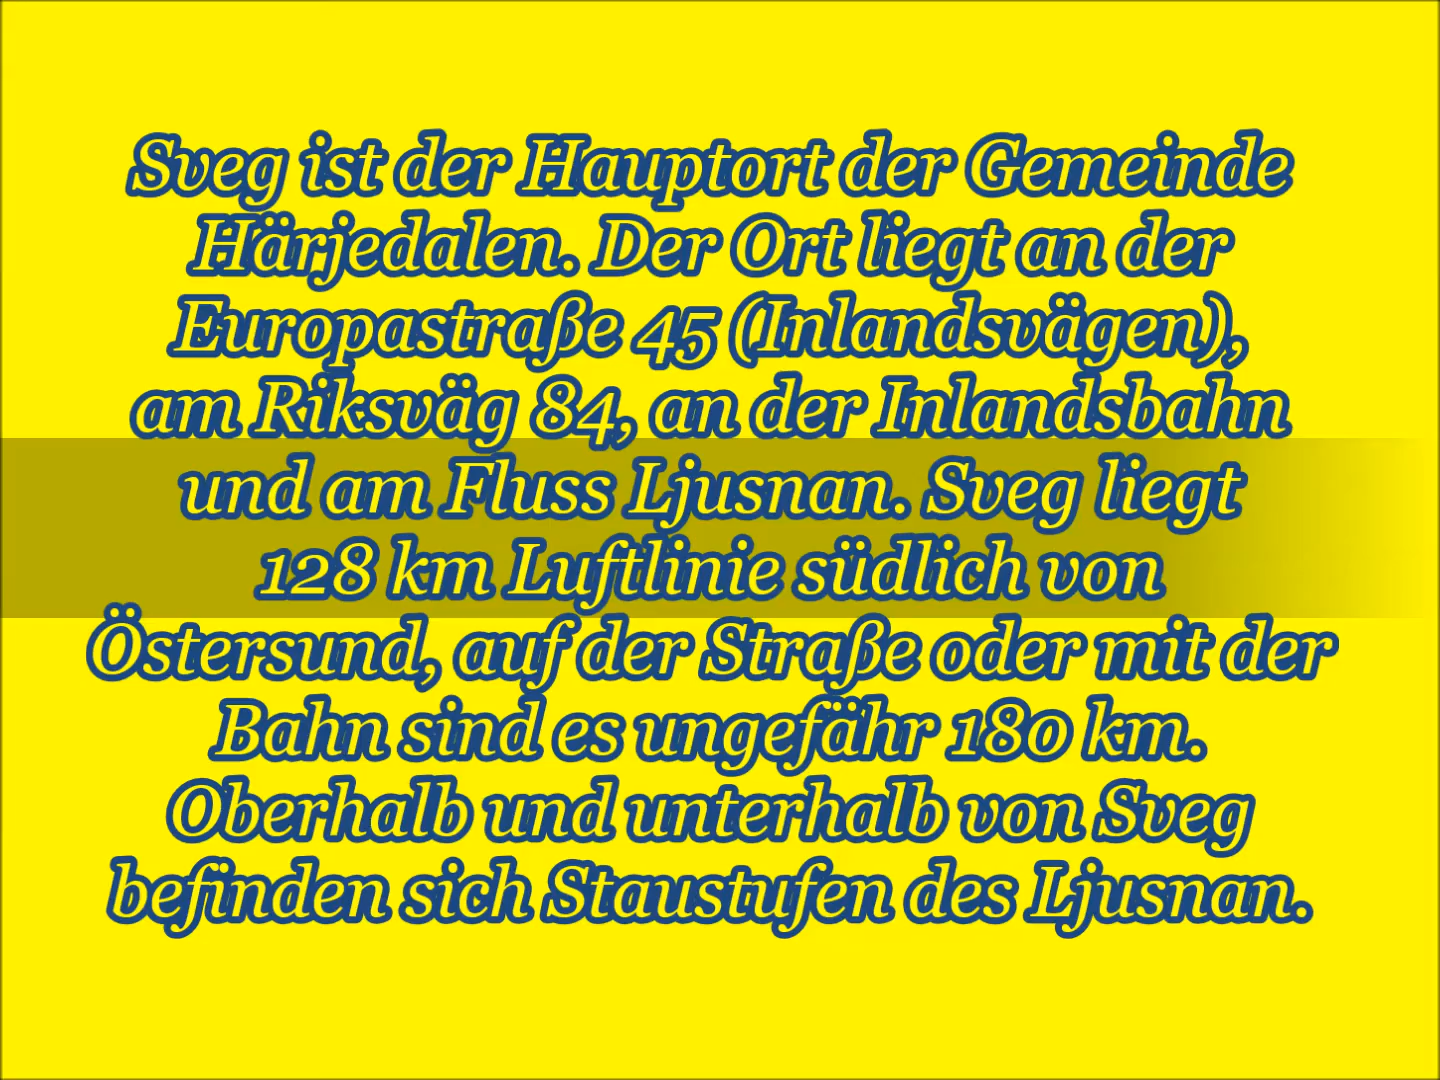 Sveg ist der Hauptort der Gemeinde
Härjedalen. Der Ort liegt an der
Europastraße 45 (Inlandsvägen),
am Riksväg 84, an der Inlandsbahn
und am Fluss Ljusnan. Sveg liegt
128 km Luftlinie südlich von
Östersund, auf der Straße oder mit der
Bahn sind es ungefähr 180 km.
Oberhalb und unterhalb von Sveg
befinden sich Staustufen des Ljusnan.